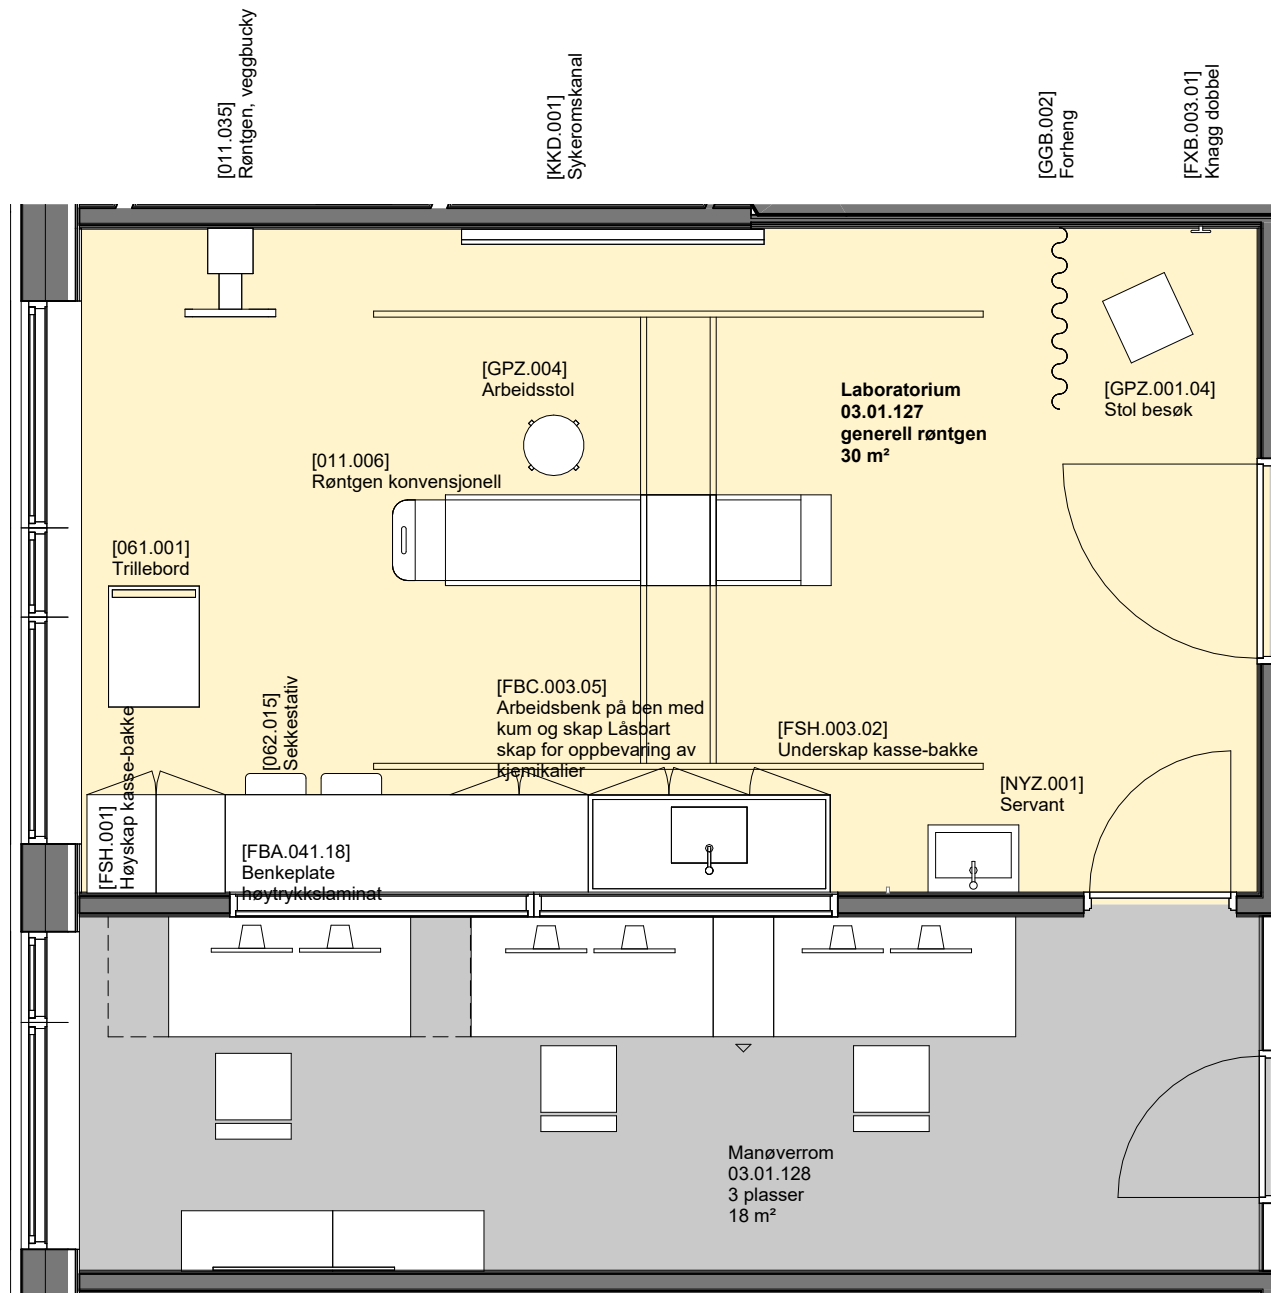 [011.035]
Røntgen, veggbucky
[KKD.001]
Sykeromskanal
[GGB.002]
Forheng
[FXB.003.01]
Knagg dobbel
[GPZ.004]
Arbeidsstol
Laboratorium
03.01.127
generell røntgen
30 m²
[GPZ.001.04]
Stol besøk
[011.006]
Røntgen konvensjonell
[061.001]
Trillebord
[062.015]
Sekkestativ
[FBC.003.05]
Arbeidsbenk på ben med
kum og skap Låsbart
skap for oppbevaring av
kjemikalier
[FSH.003.02]
Underskap kasse-bakke
[NYZ.001]
Servant
[FSH.001]
Høyskap kasse-bakke
[FBA.041.18]
Benkeplate
høytrykkslaminat
Manøverrom
03.01.128
3 plasser
18 m²